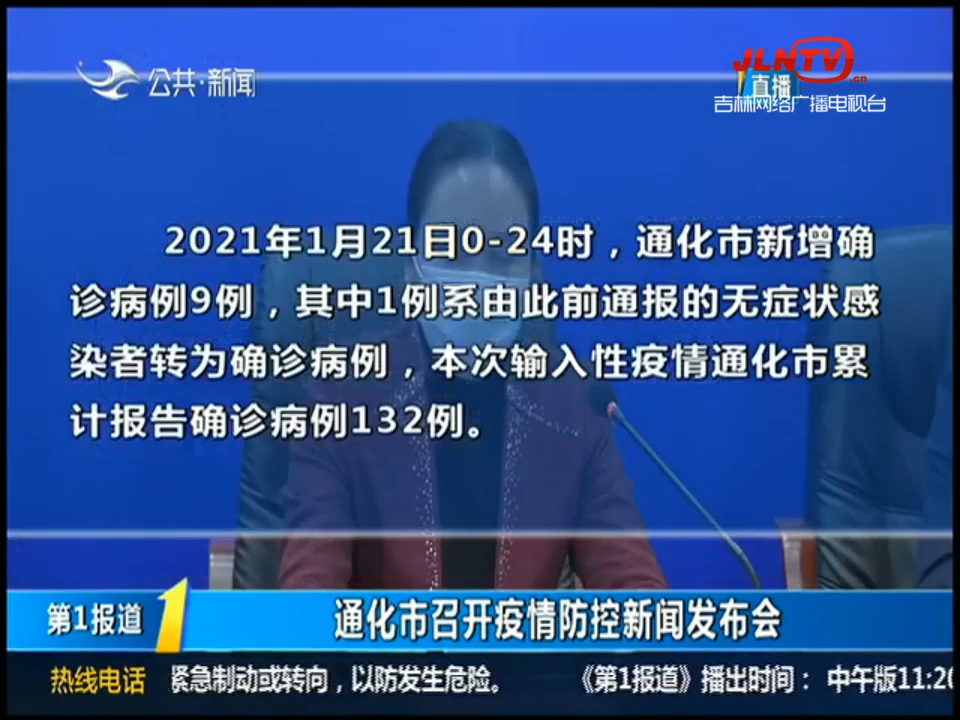 公共·新闻
JLNTV.cn
直播
吉林网络广播电视台
2021年1月21日0-24时，通化市新增确
诊病例9例，其中1例系由此前通报的无症状感
染者转为确诊病例，本次输入性疫情通化市累
计报告确诊病例132例。
第1报道 1
通化市召开疫情防控新闻发布会
热线电话 紧急制动或转向，以防发生危险。 《第1报道》播出时间： 中午版11:20